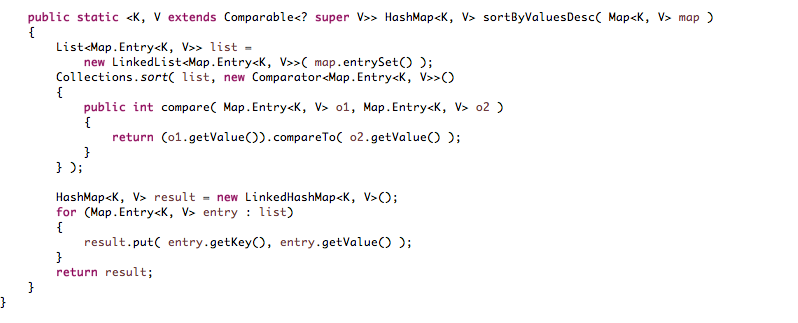 public static <K, V extends Comparable<? super V>> HashMap<K, V> sortByValuesDesc( Map<K, V> map )
{
List<Map.Entry<K, V>> list =
new LinkedList<Map.Entry<K, V>>( map.entrySet() );
Collections.sort( list, new Comparator<Map.Entry<K, V>>()
{
public int compare( Map.Entry<K, V> o1, Map.Entry<K, V> o2 )
{
return (o1.getValue()).compareTo( o2.getValue() );
}
} );
HashMap<K, V> result = new LinkedHashMap<K, V>();
for (Map.Entry<K, V> entry : list)
{
result.put( entry.getKey(), entry.getValue() );
}
return result;
}
}